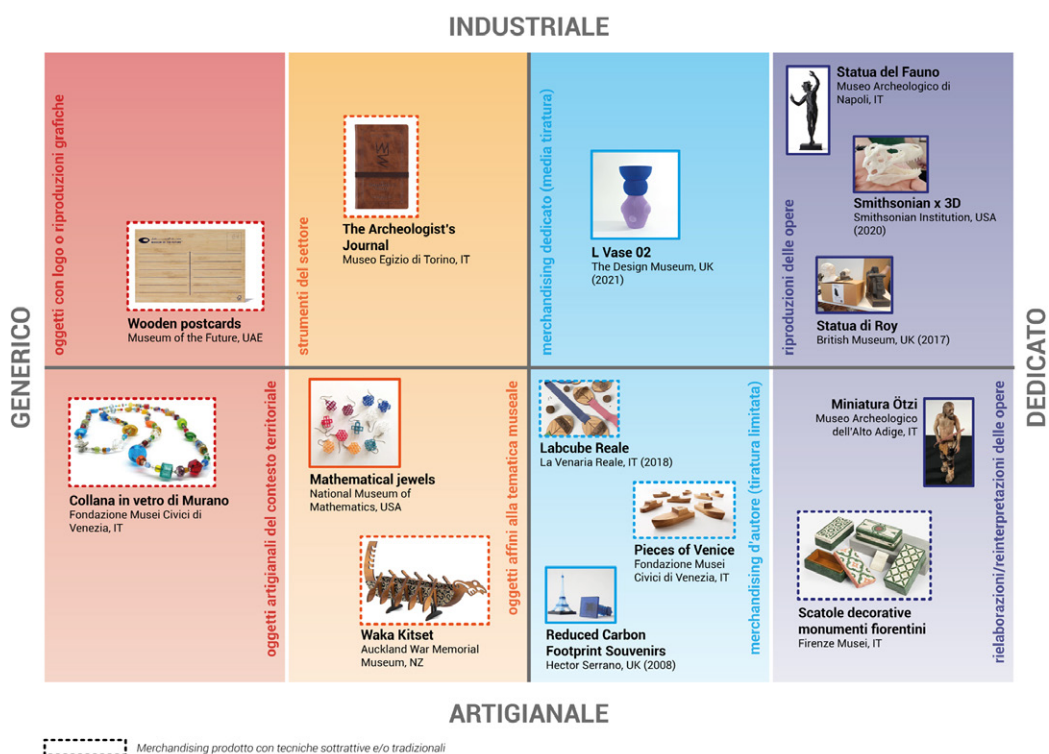 INDUSTRIALE
GENERICO
DEDICATO
ARTIGIANALE
oggetti con logo o riproduzioni grafiche
Wooden postcards
Museum of the Future, UAE
strumenti del settore
The Archeologist's
Journal
Museo Egizio di Torino, IT
merchandising dedicato (media tiratura)
L Vase 02
The Design Museum, UK
(2021)
riproduzioni delle opere
Statua del Fauno
Museo Archeologico di
Napoli, IT
Smithsonian x 3D
Smithsonian Institution, USA
(2020)
Statua di Roy
British Museum, UK (2017)
Collana in vetro di Murano
Fondazione Musei Civici di
Venezia, IT
oggetti artigianali del contesto territoriale
Mathematical jewels
National Museum of
Mathematics, USA
Waka Kitset
Auckland War Memorial
Museum, NZ
oggetti affini alla tematica museale
Labcube Reale
La Venaria Reale, IT (2018)
Pieces of Venice
Fondazione Musei
Civici di Venezia, IT
Reduced Carbon
Footprint Souvenirs
Hector Serrano, UK (2008)
merchandising d'autore (tiratura limitata)
Miniatura Ötzi
Museo Archeologico
dell'Alto Adige, IT
Scatole decorative
monumenti fiorentini
Firenze Musei, IT
rielaborazioni/reinterpretazioni delle opere
Merchandising prodotto con tecniche sottrattive e/o tradizionali